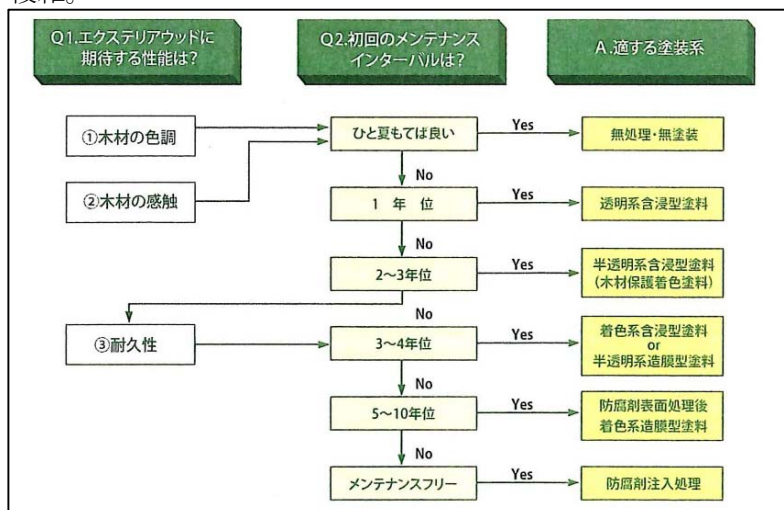 Q1.エクステリアウッドに
期待する性能は?
Q2.初回のメンテナンス
インターバルは?
A.適する塗装系
①木材の色調
ひと夏もてば良い
Yes
無処理・無塗装
No
②木材の感触
1 年 位
Yes
透明系含浸型塗料
No
2〜3年位
Yes
半透明系含浸型塗料
(木材保護着色塗料)
No
③耐久性
3〜4年位
Yes
着色系含浸型塗料
or
半透明系造膜型塗料
No
5〜10年位
Yes
防腐剤表面処理後
着色系造膜型塗料
No
メンテナンスフリー
Yes
防腐剤注入処理